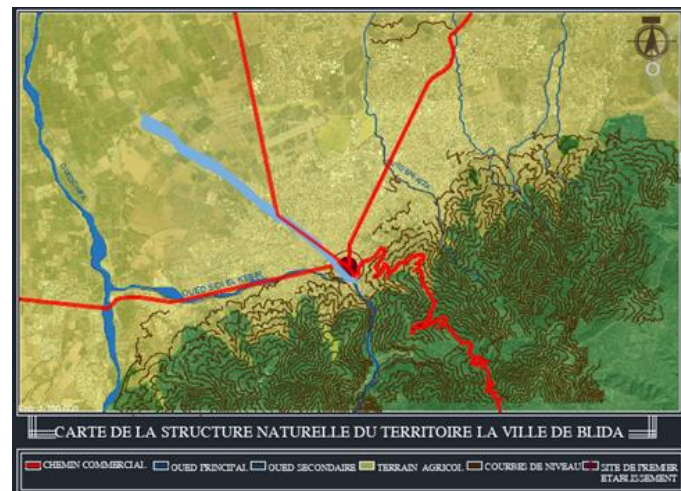 OUED SIDI EL KEBIR
CARTE DE LA STRUCTURE NATURELLE DU TERRITOIRE LA VILLE DE BLIDA
CHEMIN COMMERCIAL
OUED PRINCIPAL
OUED SECONDAIRE
TERRAIN AGRICOL
COURBES DE NIVEAU
SITE DE PREMIER
ETABLISSEMENT